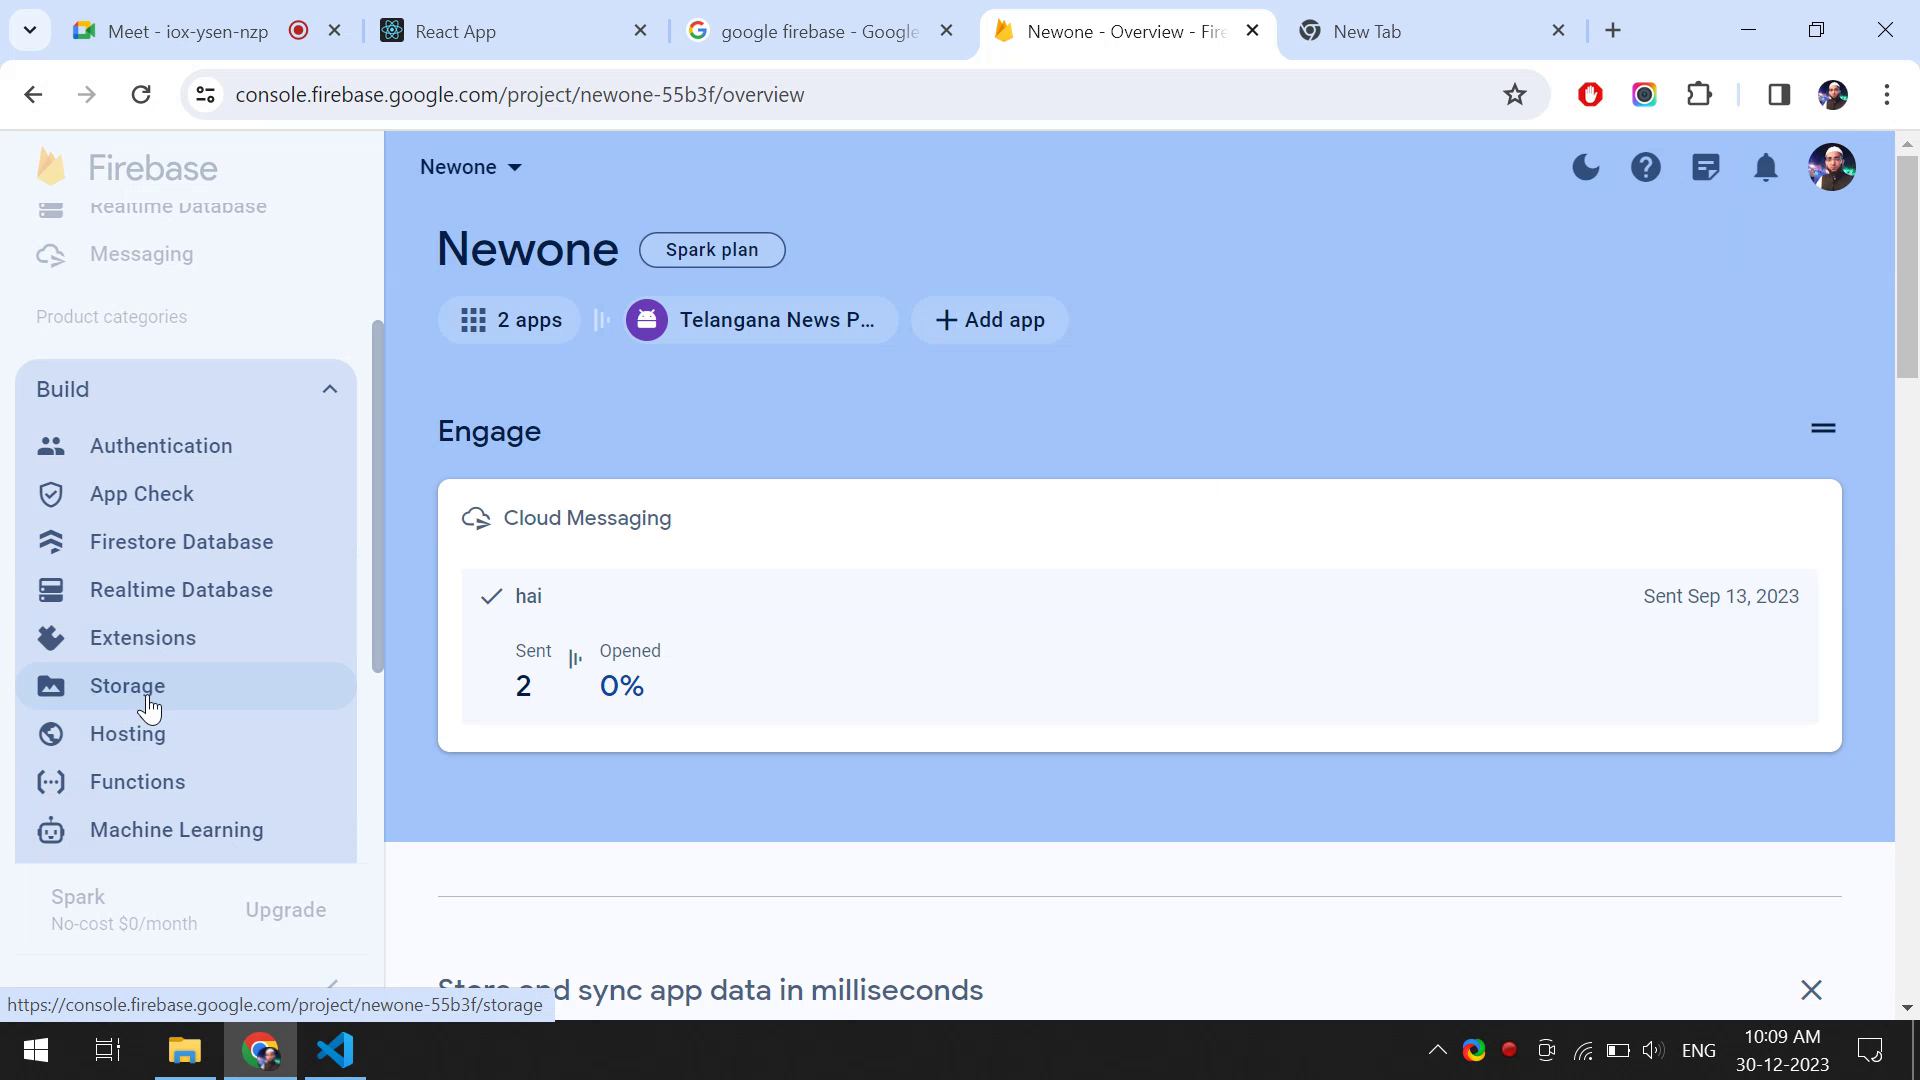 Meet - iox-ysen-nzp
React App
google firebase - Google
Newone - Overview - Fire
New Tab
console.firebase.google.com/project/newone-55b3f/overview
Firebase
Realtime Database
Messaging
Product categories
Build
Authentication
App Check
Firestore Database
Realtime Database
Extensions
Storage
Hosting
Functions
Machine Learning
Spark
No-cost $0/month
Upgrade
https://console.firebase.google.com/project/newone-55b3f/storage
Newone
Newone
Spark plan
2 apps
Telangana News P...
Add app
Engage
Cloud Messaging
hai
Sent Sep 13, 2023
Sent
Opened
2
0%
Store and sync app data in milliseconds
ENG
10:09 AM
30-12-2023